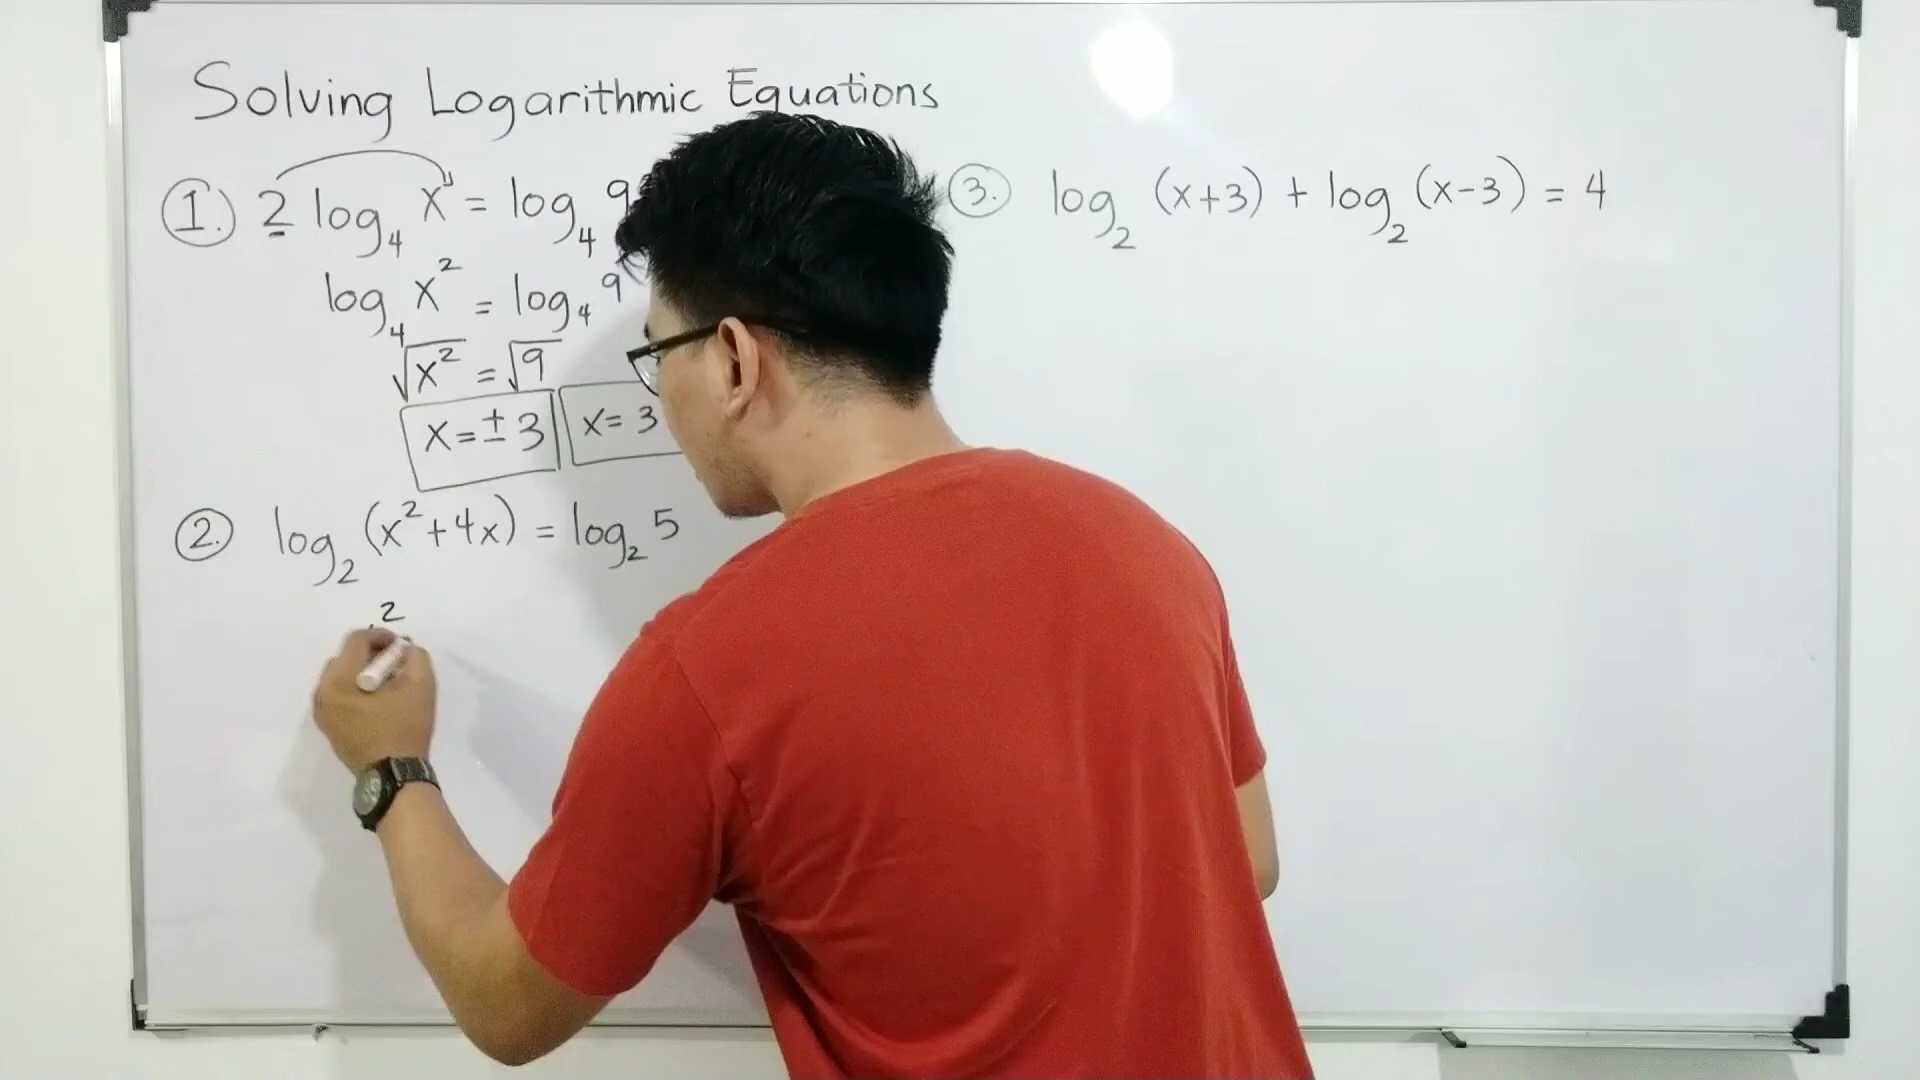 Solving Logarithmic Equations
1. 2 log₄ x = log₄ 9
log₄ x² = log₄ 9
√x² = √9
x = ± 3 x = 3
2. log₂ (x² + 4x) = log₂ 5
2
3. log₂ (x+3) + log₂ (x-3) = 4